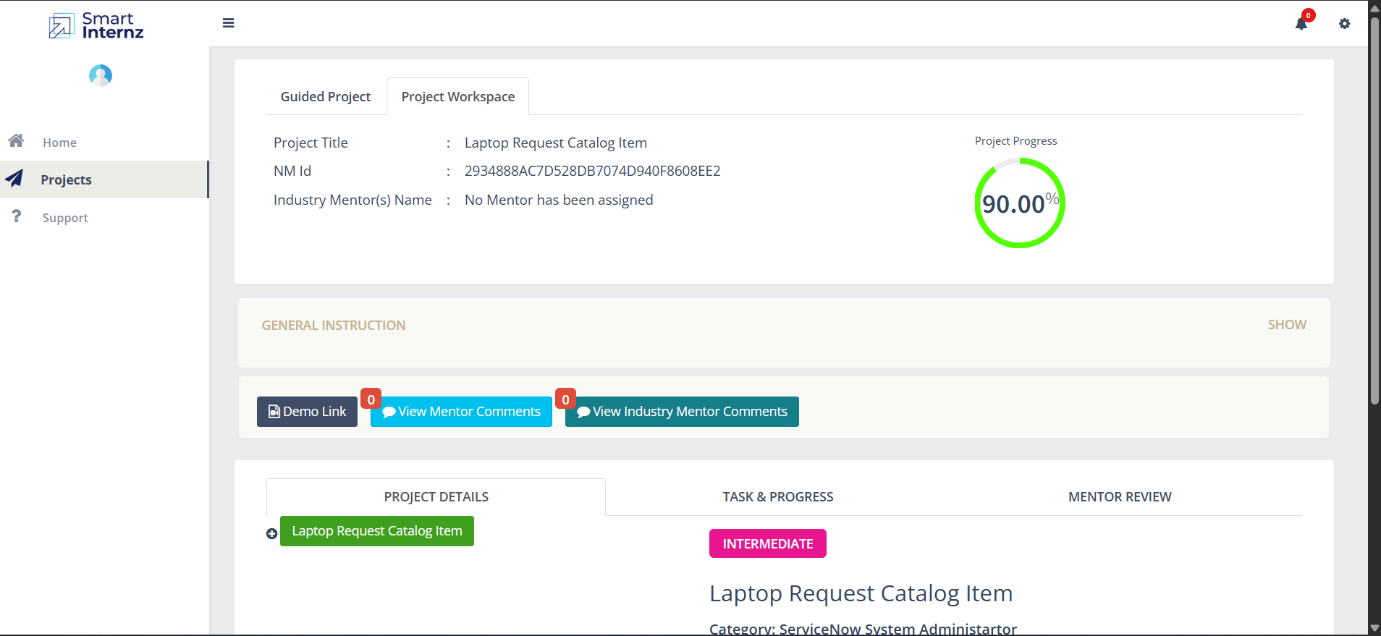 Smart
Internz
0
Home
Projects
? Support
Guided Project Project Workspace
Project Title : Laptop Request Catalog Item
NM Id : 2934888AC7D528DB7074D940F8608EE2
Industry Mentor(s) Name : No Mentor has been assigned
Project Progress
90.00%
GENERAL INSTRUCTION SHOW
Demo Link 0 View Mentor Comments 0 View Industry Mentor Comments
PROJECT DETAILS TASK & PROGRESS MENTOR REVIEW
Laptop Request Catalog Item
INTERMEDIATE
Laptop Request Catalog Item
Category: ServiceNow System Administartor